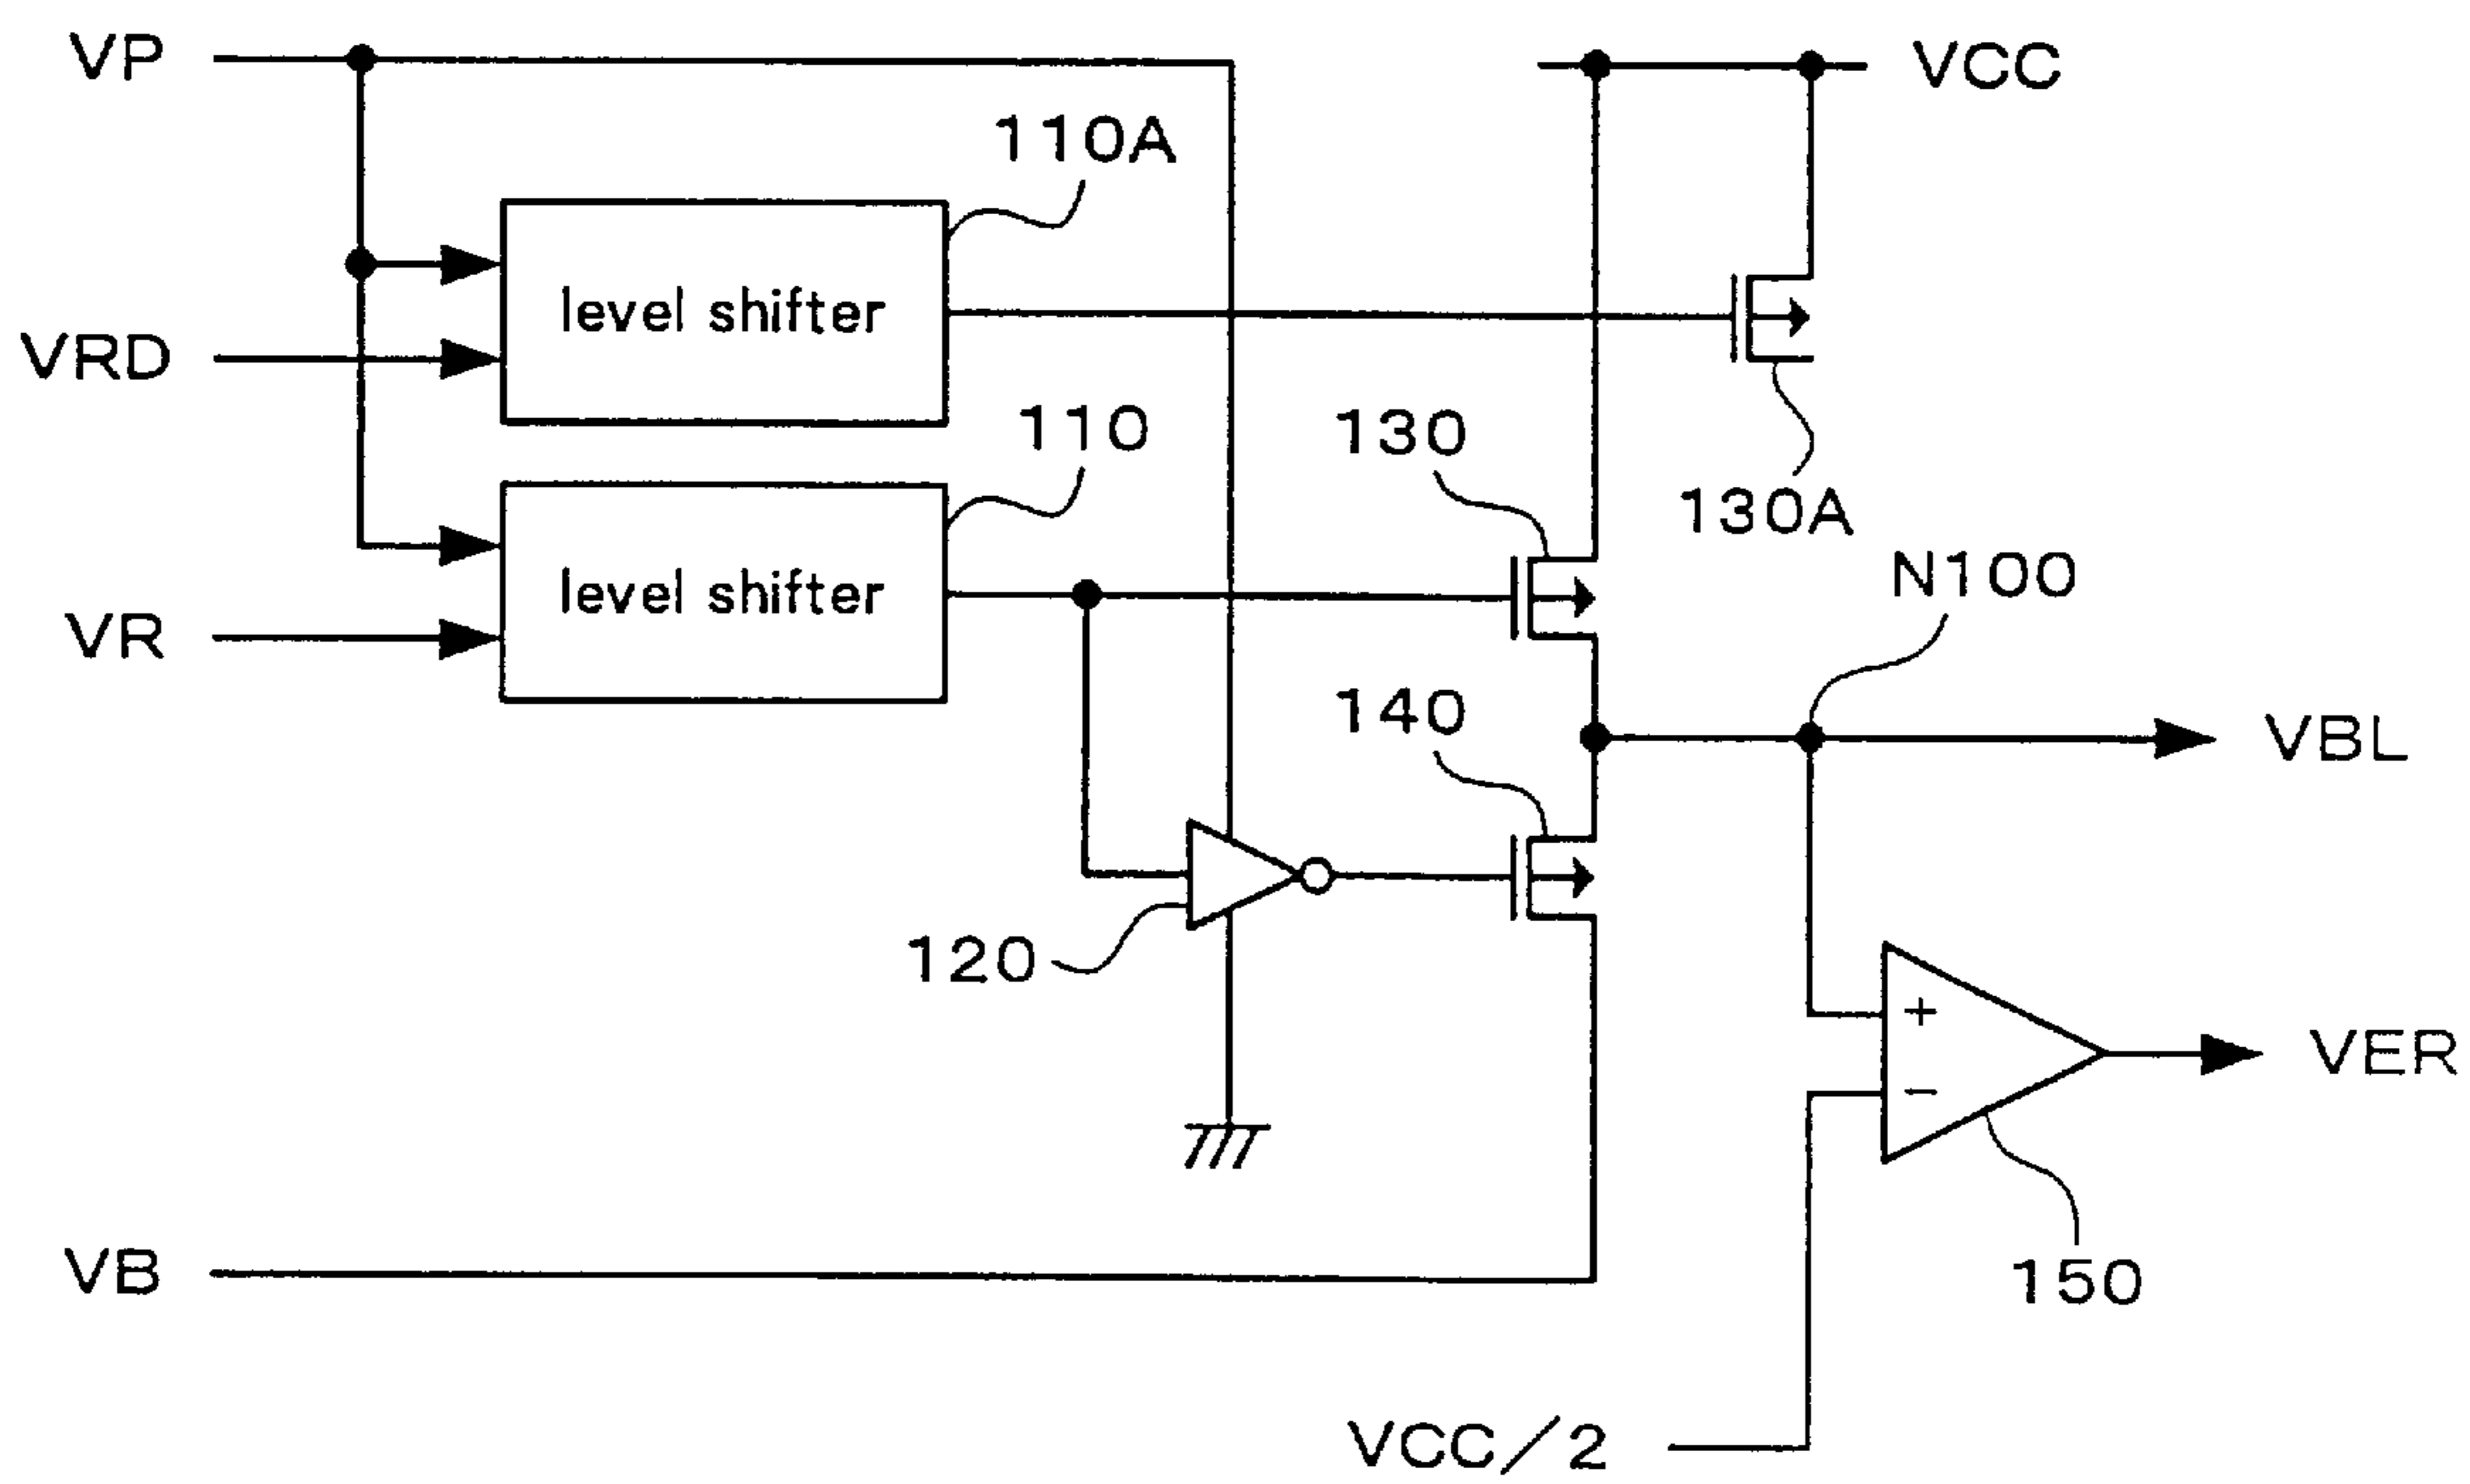 VP
VCC
110A
level shifter
VRD
110
130
130A
N100
level shifter
VR
140
VBL
120
+
−
VER
VB
150
VCC/2